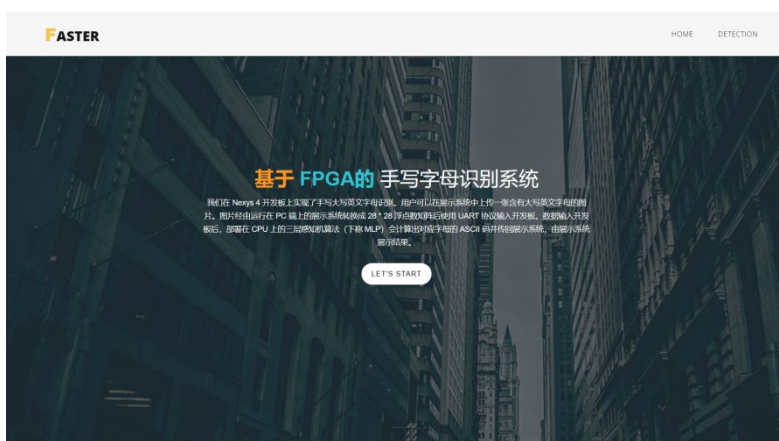 FASTER
HOME
DETECTION
基于 FPGA的 手写字母识别系统
我们在 Nexys 4 开发板上实现了手写大写英文字母识别。用户可以在展示系统中上传一张含有大写英文字母的图
片。图片经由运行在 PC 端上的展示系统转换成 28 * 28 浮点数矩阵后使用 UART 协议输入开发板。数据输入开发
板后，部署在 CPU 上的三层感知机算法（下称 MLP）会计算出对应字母的 ASCII 码并传回展示系统，由展示系统
展示结果。
LET'S START